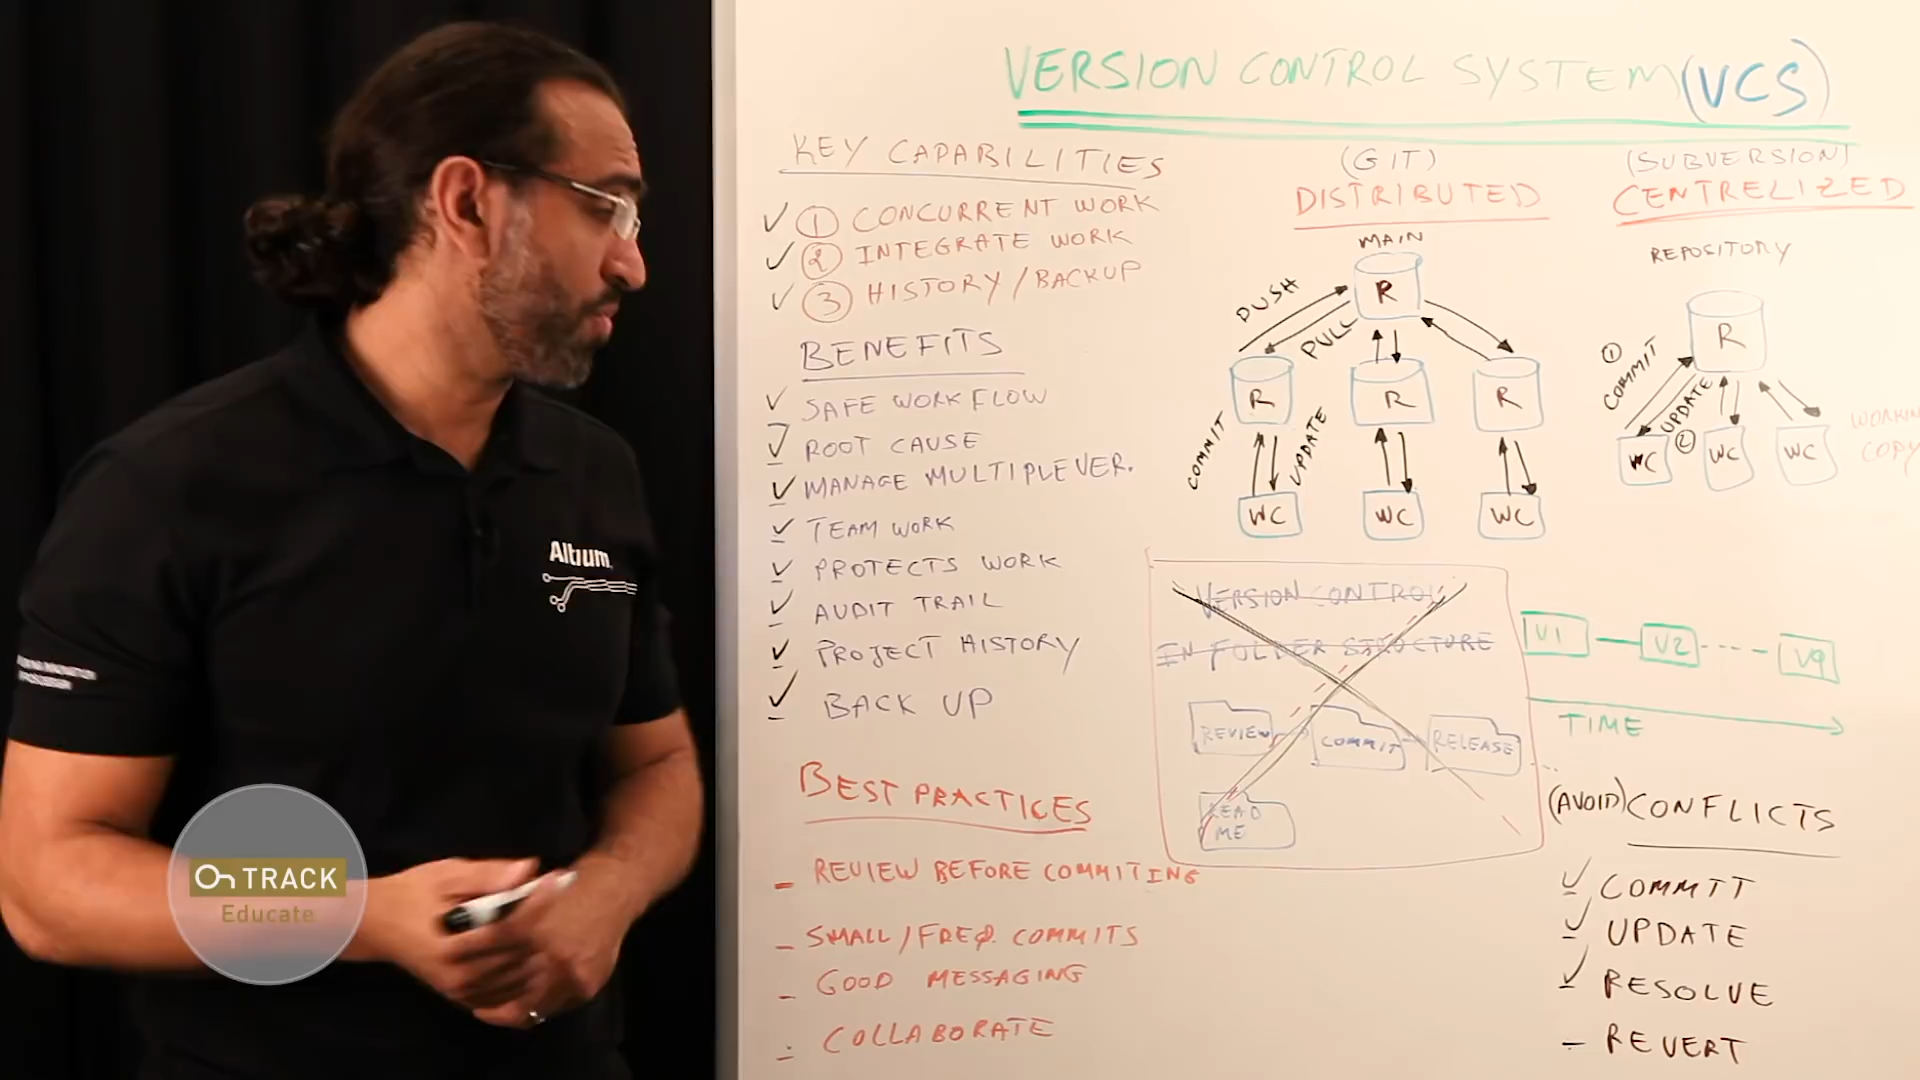 VERSION CONTROL SYSTEM (VCS)
KEY CAPABILITIES
✓ ① CONCURRENT WORK
✓ ② INTEGRATE WORK
✓ ③ HISTORY / BACKUP
BENEFITS
✓ SAFE WORK FLOW
✓ ROOT CAUSE
✓ MANAGE MULTIPLE VER.
✓ TEAM WORK
✓ PROTECTS WORK
✓ AUDIT TRAIL
✓ PROJECT HISTORY
✓ BACK UP
BEST PRACTICES
- REVIEW BEFORE COMMITING
- SMALL / FREQ. COMMITS
- GOOD MESSAGING
- COLLABORATE
(GIT)
DISTRIBUTED
MAIN
R
PUSH
PULL
R R R
COMMIT
UPDATE
WC WC WC
(SUBVERSION)
CENTRELIZED
REPOSITORY
R
① COMMIT
UPDATE ②
WC WC WC
WORKIN
COPY
VERSION CONTROL
IN FOLDER STRUCTURE
REVIEW COMMIT RELEASE
READ
ME
V1 V2 V9
TIME
(AVOID) CONFLICTS
✓ COMMIT
✓ UPDATE
✓ RESOLVE
- REVERT
Altium
On TRACK
Educate